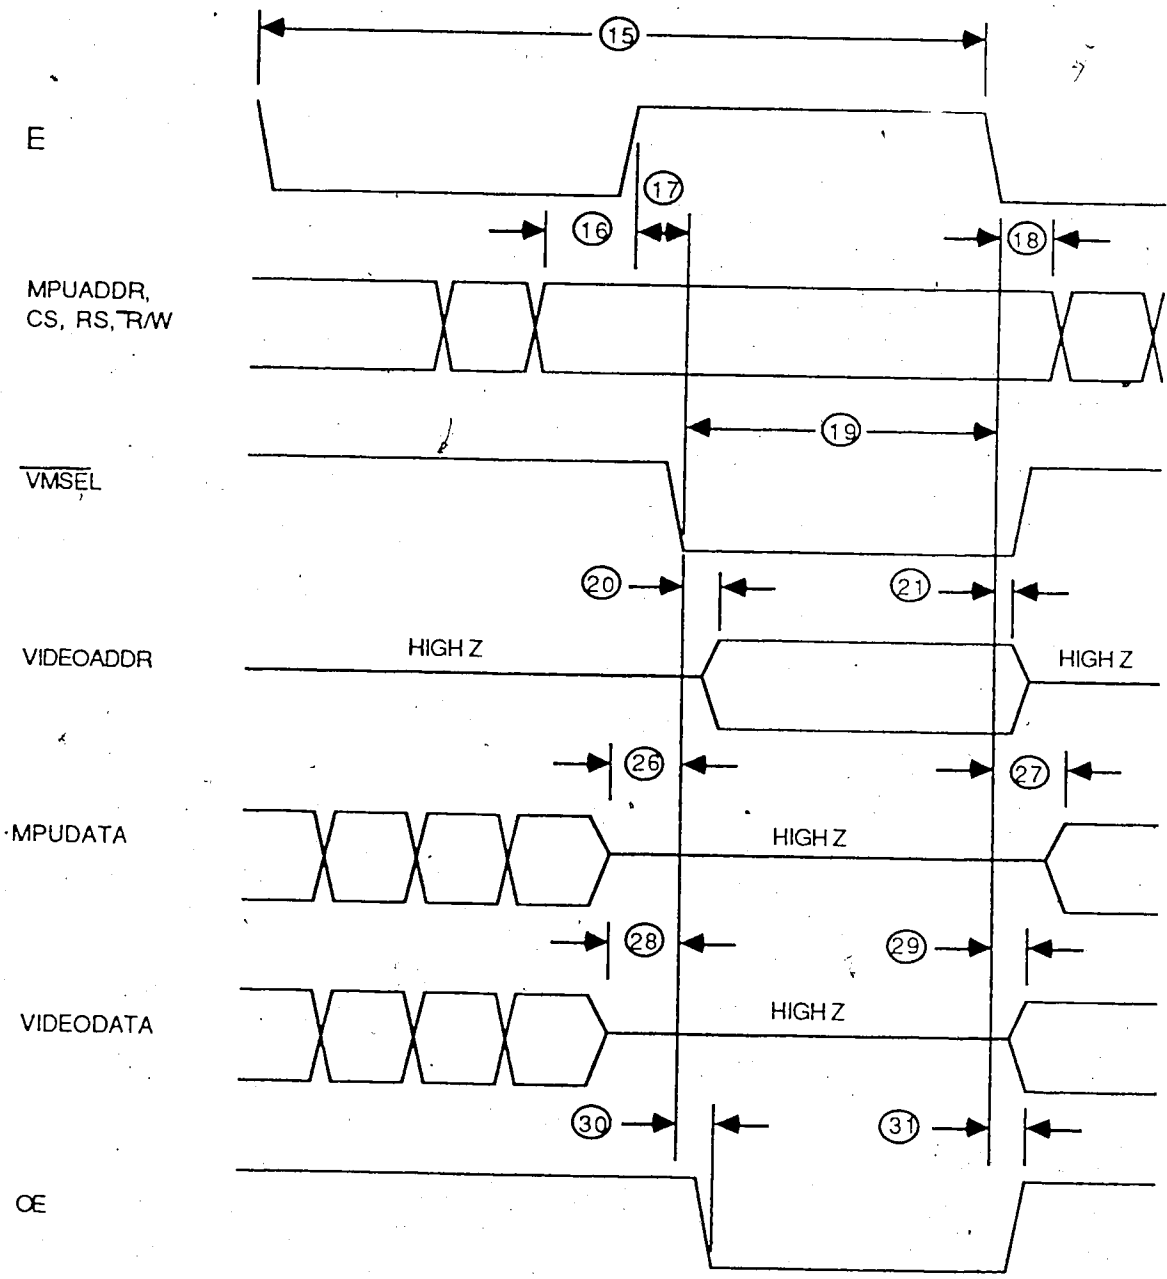 15
E
17
16
18
MPUADDR,
CS, RS, R/W
19
VMSEL
20
21
HIGH Z
VIDEOADDR
HIGH Z
26
27
MPUDATA
HIGH Z
28
29
VIDEODATA
HIGH Z
30
31
OE